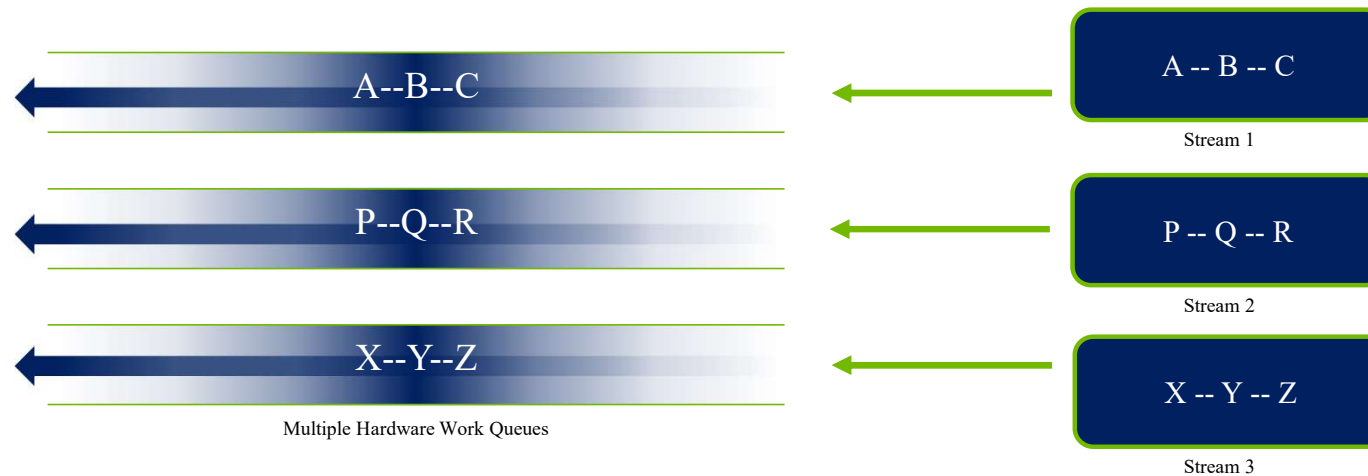 A--B--C
A -- B -- C
Stream 1
P--Q--R
P -- Q -- R
Stream 2
X--Y--Z
X -- Y -- Z
Multiple Hardware Work Queues
Stream 3